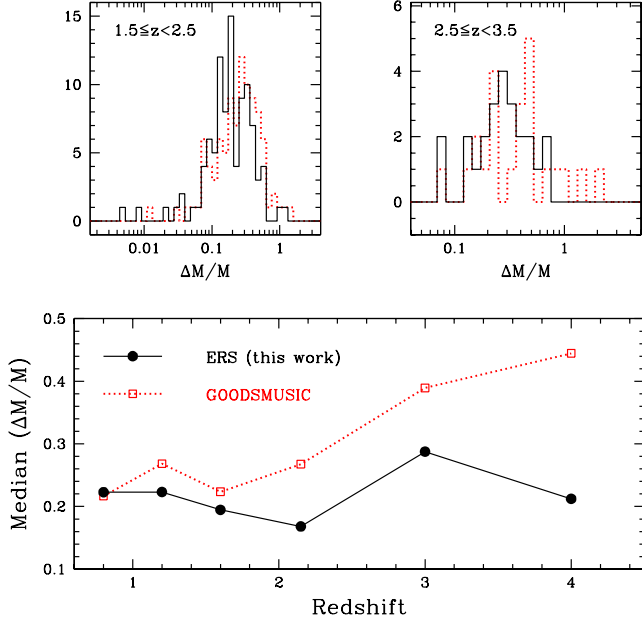 1.5≦z<2.5
15
10
5
0
0.01
0.1
1
ΔM/M
2.5≦z<3.5
6
4
2
0
0.1
1
ΔM/M
0.5
0.4
0.3
0.2
0.1
Median (ΔM/M)
ERS (this work)
GOODSMUSIC
1
2
3
4
Redshift